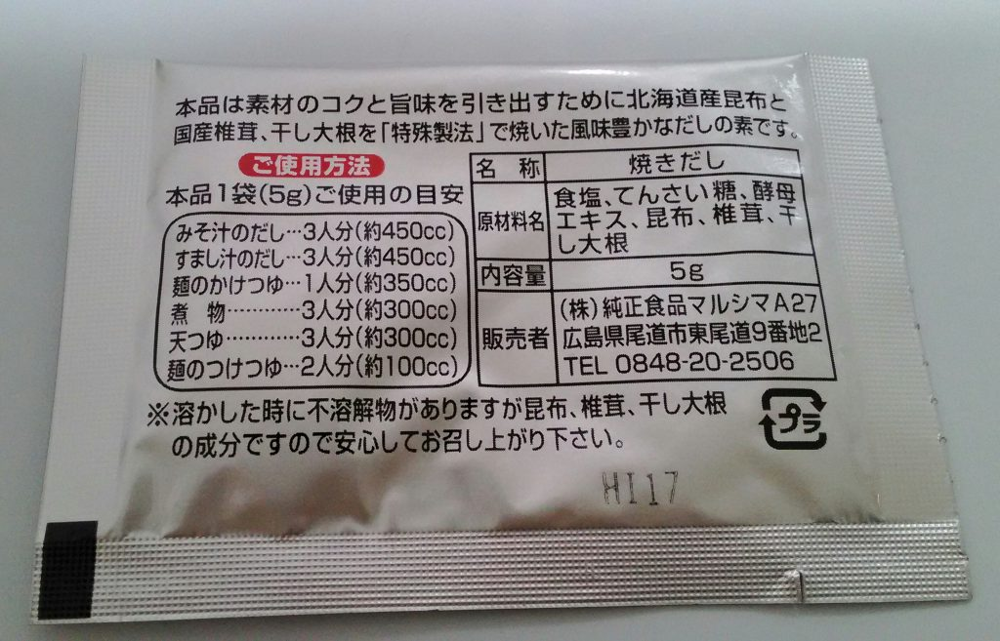 本品は素材のコクと旨味を引き出すために北海道産昆布と
国産椎茸、干し大根を「特殊製法」で焼いた風味豊かなだしの素です。
ご使用方法
本品1袋(5g)ご使用の目安
みそ汁のだし…3人分(約450cc)
すまし汁のだし…3人分(約450cc)
麺のかけつゆ…1人分(約350cc)
煮 物…………3人分(約300cc)
天つゆ…………3人分(約300cc)
麺のつけつゆ…2人分(約100cc)
名 称 焼きだし
原材料名 食塩、てんさい糖、酵母
エキス、昆布、椎茸、干
し大根
内容量 5g
販売者 (株)純正食品マルシマA27
広島県尾道市東尾道9番地2
TEL 0848-20-2506
※溶かした時に不溶解物がありますが昆布、椎茸、干し大根
の成分ですので安心してお召し上がり下さい。
プラ
HI17